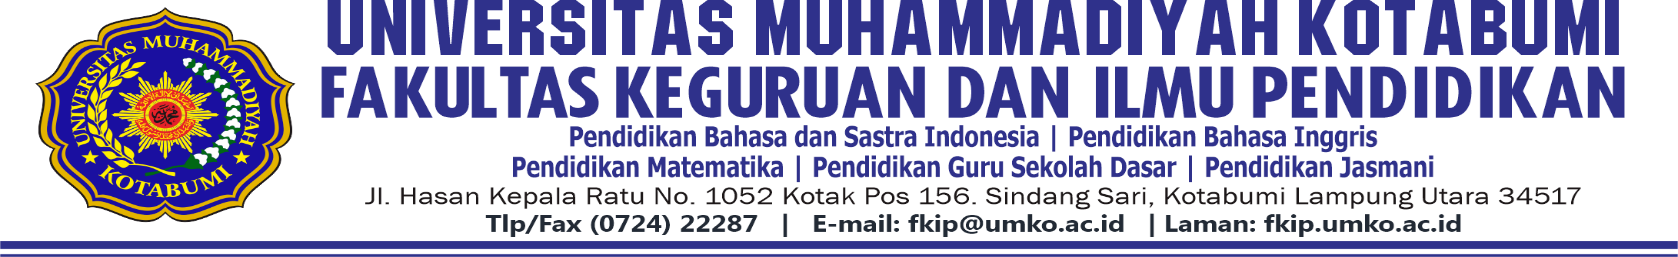 UNIVERSITAS MUHAMMADIYAH
KOTABUMI
UNIVERSITAS MUHAMMADIYAH KOTABUMI
FAKULTAS KEGURUAN DAN ILMU PENDIDIKAN
Pendidikan Bahasa dan Sastra Indonesia | Pendidikan Bahasa Inggris
Pendidikan Matematika | Pendidikan Guru Sekolah Dasar | Pendidikan Jasmani
Jl. Hasan Kepala Ratu No. 1052 Kotak Pos 156. Sindang Sari, Kotabumi Lampung Utara 34517
Tlp/Fax (0724) 22287 | E-mail: fkip@umko.ac.id | Laman: fkip.umko.ac.id